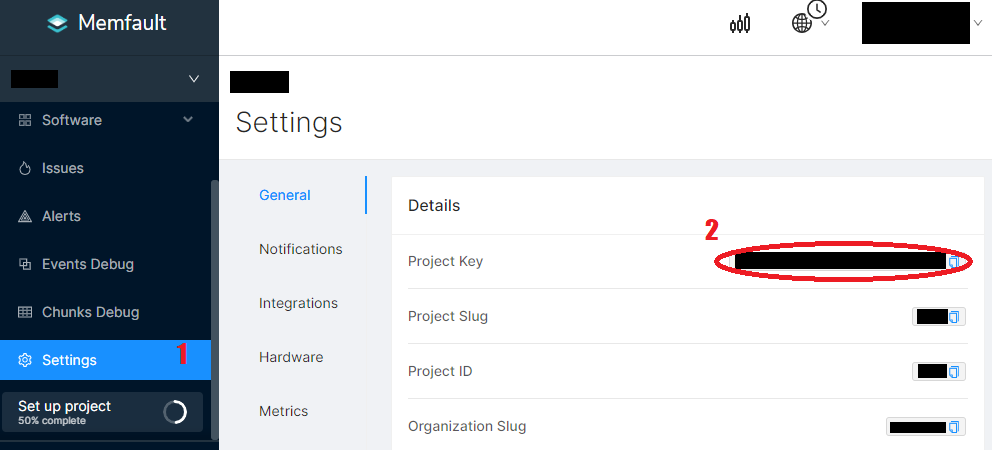 Memfault
Settings
Software
Issues
Alerts
Events Debug
Chunks Debug
Settings
1
Set up project
50% complete
General
Notifications
Integrations
Hardware
Metrics
Details
2
Project Key
Project Slug
Project ID
Organization Slug